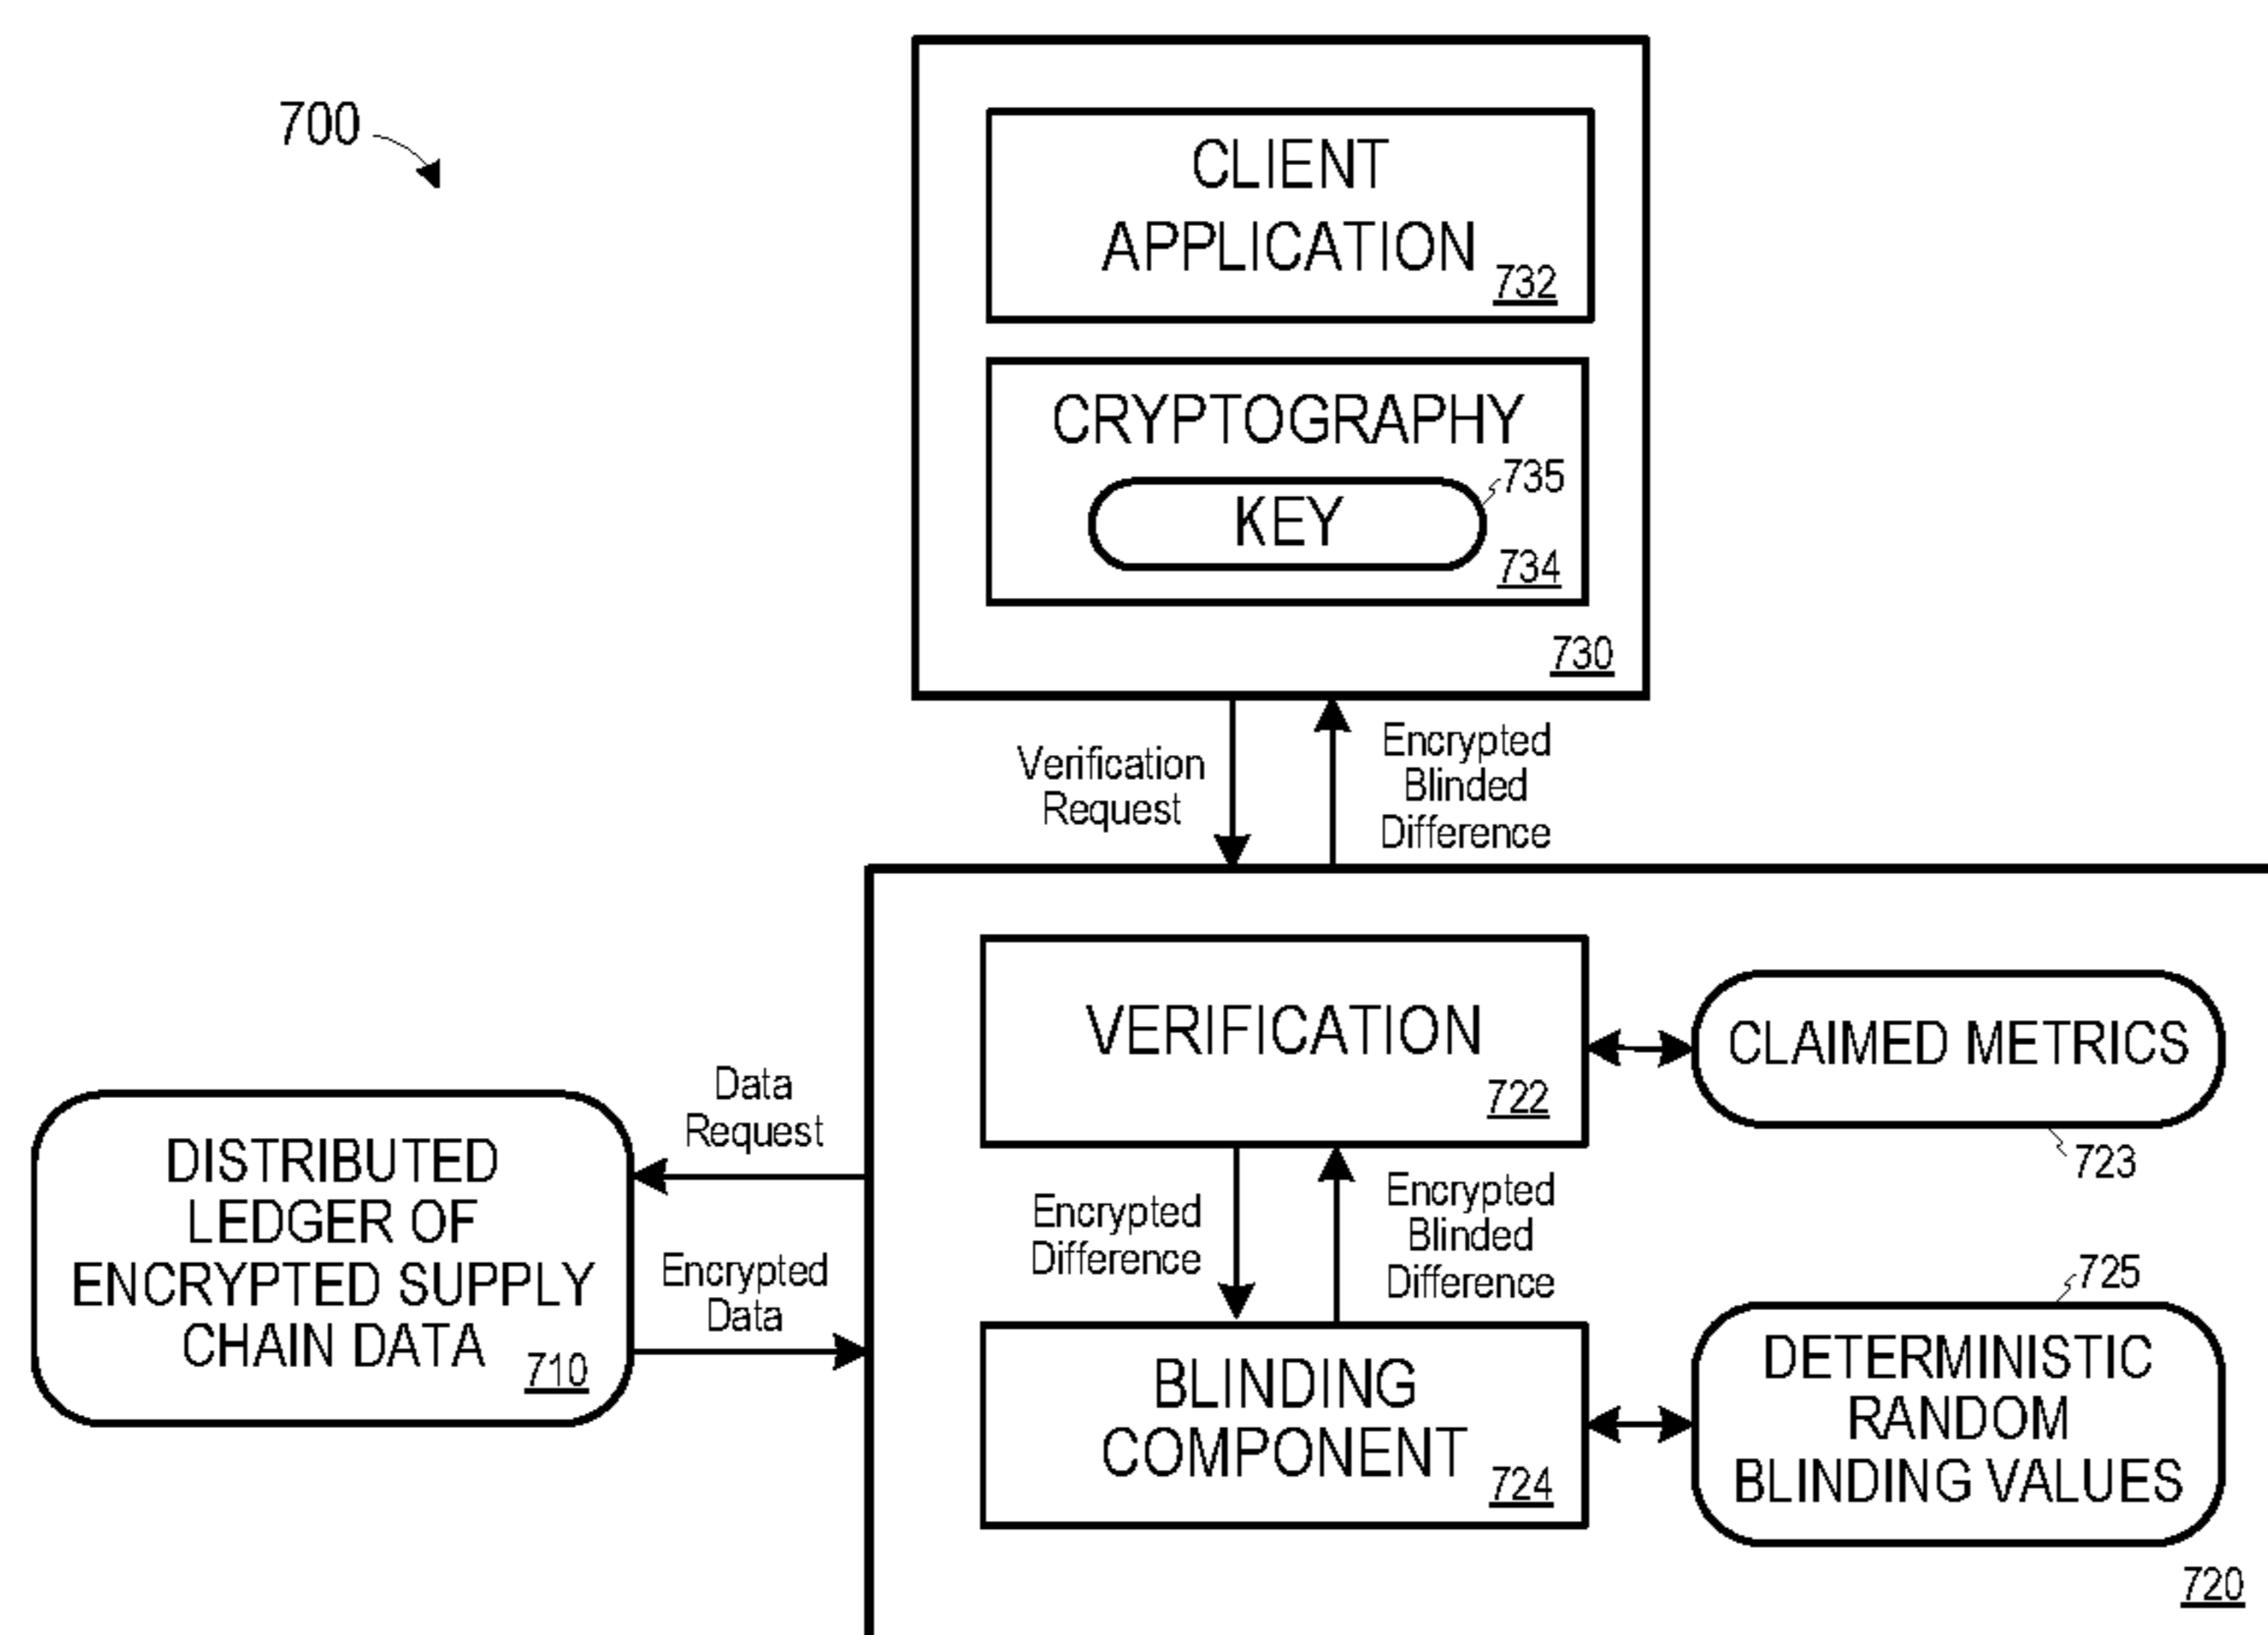 700
CLIENT
APPLICATION
732
CRYPTOGRAPHY
735
KEY
734
730
Verification
Request
Encrypted
Blinded
Difference
VERIFICATION
722
CLAIMED METRICS
723
Data
Request
DISTRIBUTED
LEDGER OF
ENCRYPTED SUPPLY
CHAIN DATA
710
Encrypted
Data
Encrypted
Difference
Encrypted
Blinded
Difference
BLINDING
COMPONENT
724
725
DETERMINISTIC
RANDOM
BLINDING VALUES
720